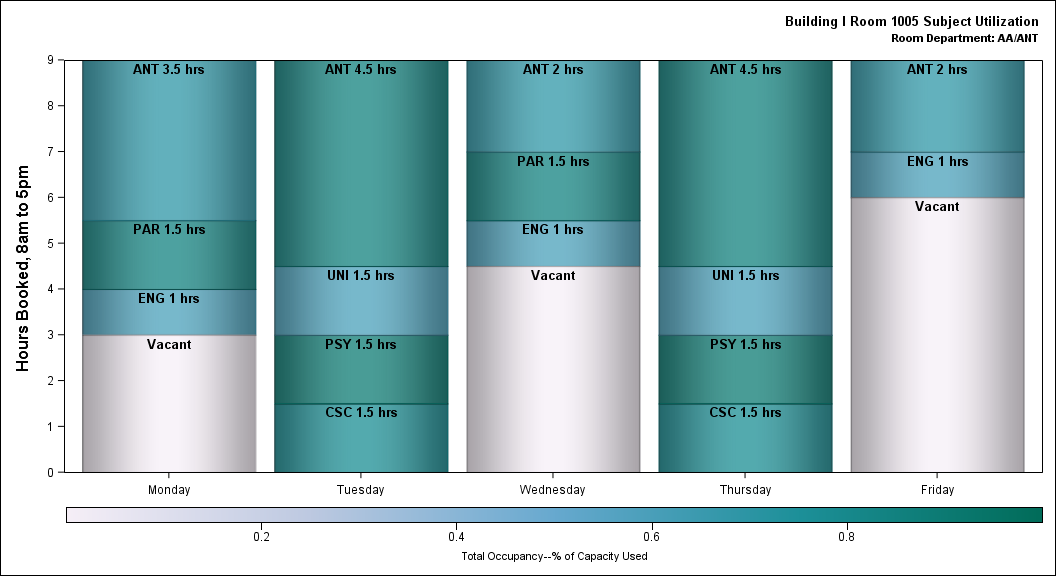 Building I Room 1005 Subject Utilization
Room Department: AA/ANT
Hours Booked, 8am to 5pm
9
8
7
6
5
4
3
2
1
0
ANT 3.5 hrs
PAR 1.5 hrs
ENG 1 hrs
Vacant
ANT 4.5 hrs
UNI 1.5 hrs
PSY 1.5 hrs
CSC 1.5 hrs
ANT 2 hrs
PAR 1.5 hrs
ENG 1 hrs
Vacant
ANT 4.5 hrs
UNI 1.5 hrs
PSY 1.5 hrs
CSC 1.5 hrs
ANT 2 hrs
ENG 1 hrs
Vacant
Monday Tuesday Wednesday Thursday Friday
0.2 0.4 0.6 0.8
Total Occupancy--% of Capacity Used